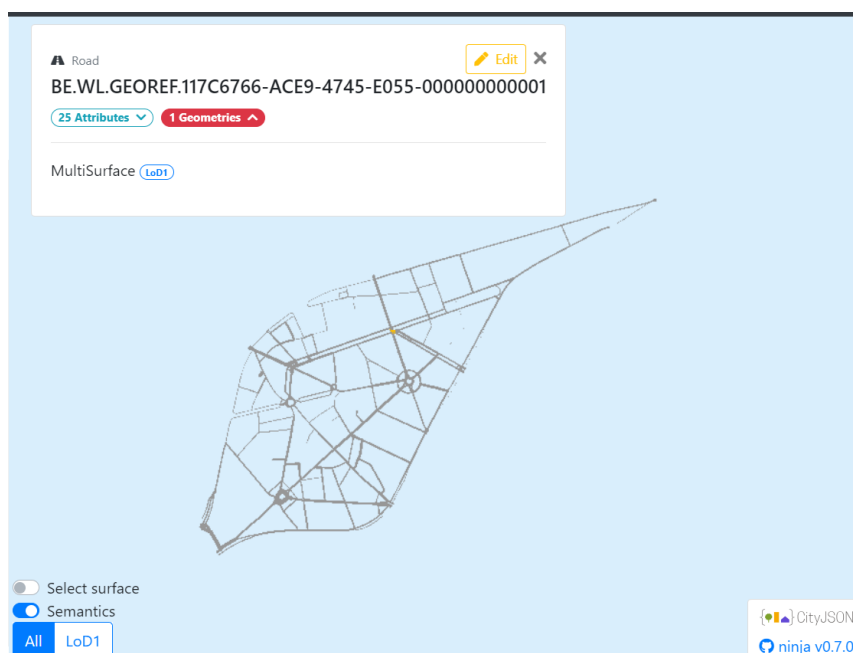 Road
Edit
BE.WL.GEOREF.117C6766-ACE9-4745-E055-000000000001
25 Attributes
1 Geometries
MultiSurface LoD1
Select surface
Semantics
All LoD1
CityJSON
ninja v0.7.0